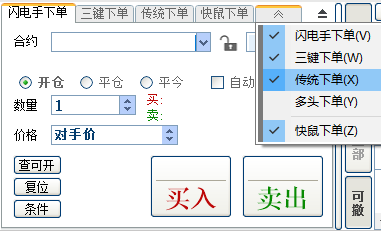 闪电手下单 三键下单 传统下单 快鼠下单
合约
开仓 平仓 平今 自动
数量 1 买:
卖:
价格 对手价
查可开
复位
条件
买入 卖出
闪电手下单(V)
三键下单(W)
传统下单(X)
多头下单(Y)
快鼠下单(Z)
部
可撤